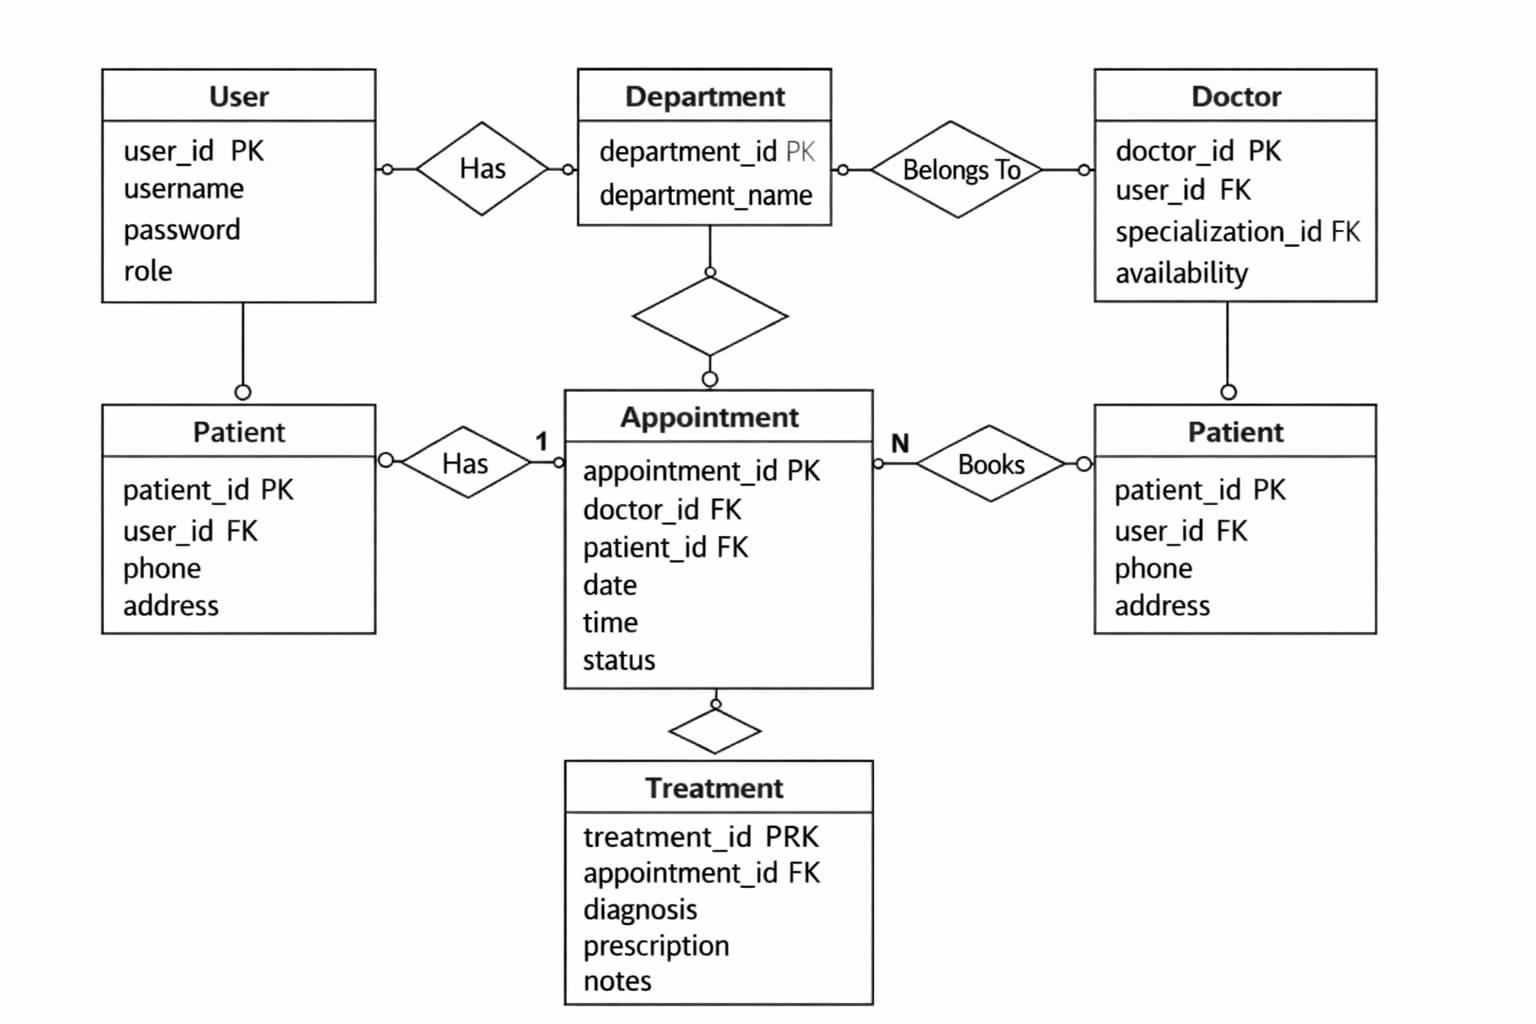 User
user_id PK
username
password
role
Has
Department
department_id PK
department_name
Belongs To
Doctor
doctor_id PK
user_id FK
specialization_id FK
availability
Patient
patient_id PK
user_id FK
phone
address
Has
1
Appointment
appointment_id PK
doctor_id FK
patient_id FK
date
time
status
N
Books
Patient
patient_id PK
user_id FK
phone
address
Treatment
treatment_id PRK
appointment_id FK
diagnosis
prescription
notes